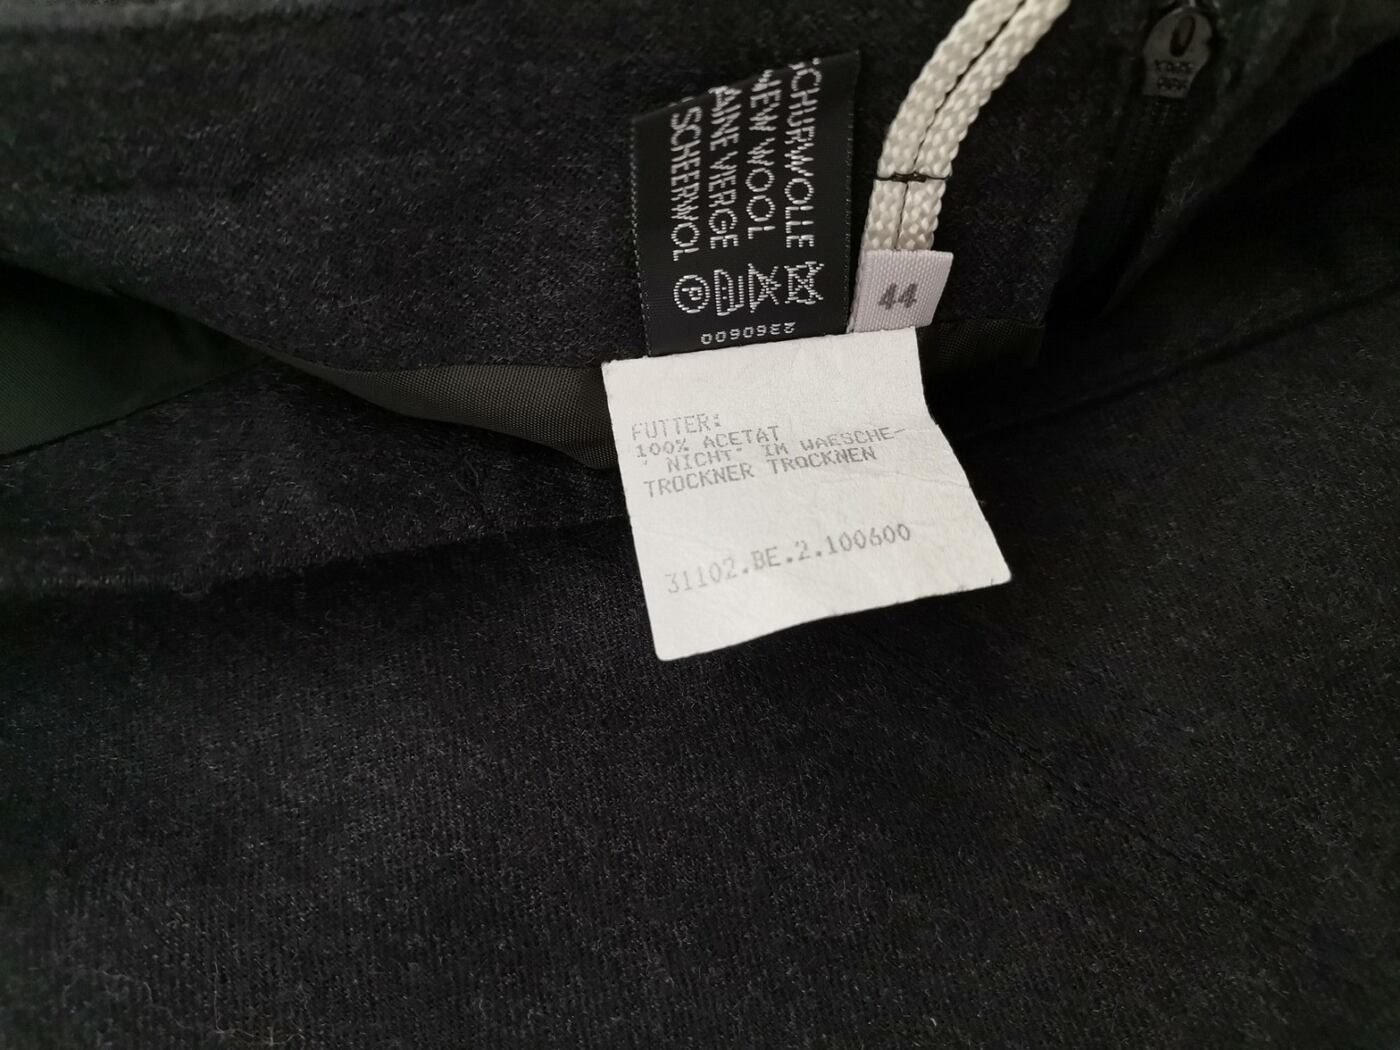 SCHURWOLLE
NEW WOOL
LAINE VIERGE
SCHEERWOL
P
2360600
44
FUTTER:
100% ACETAT
' NICHT' IM WAESCHE-
TROCKNER TROCKNEN
31102.BE.2.100600